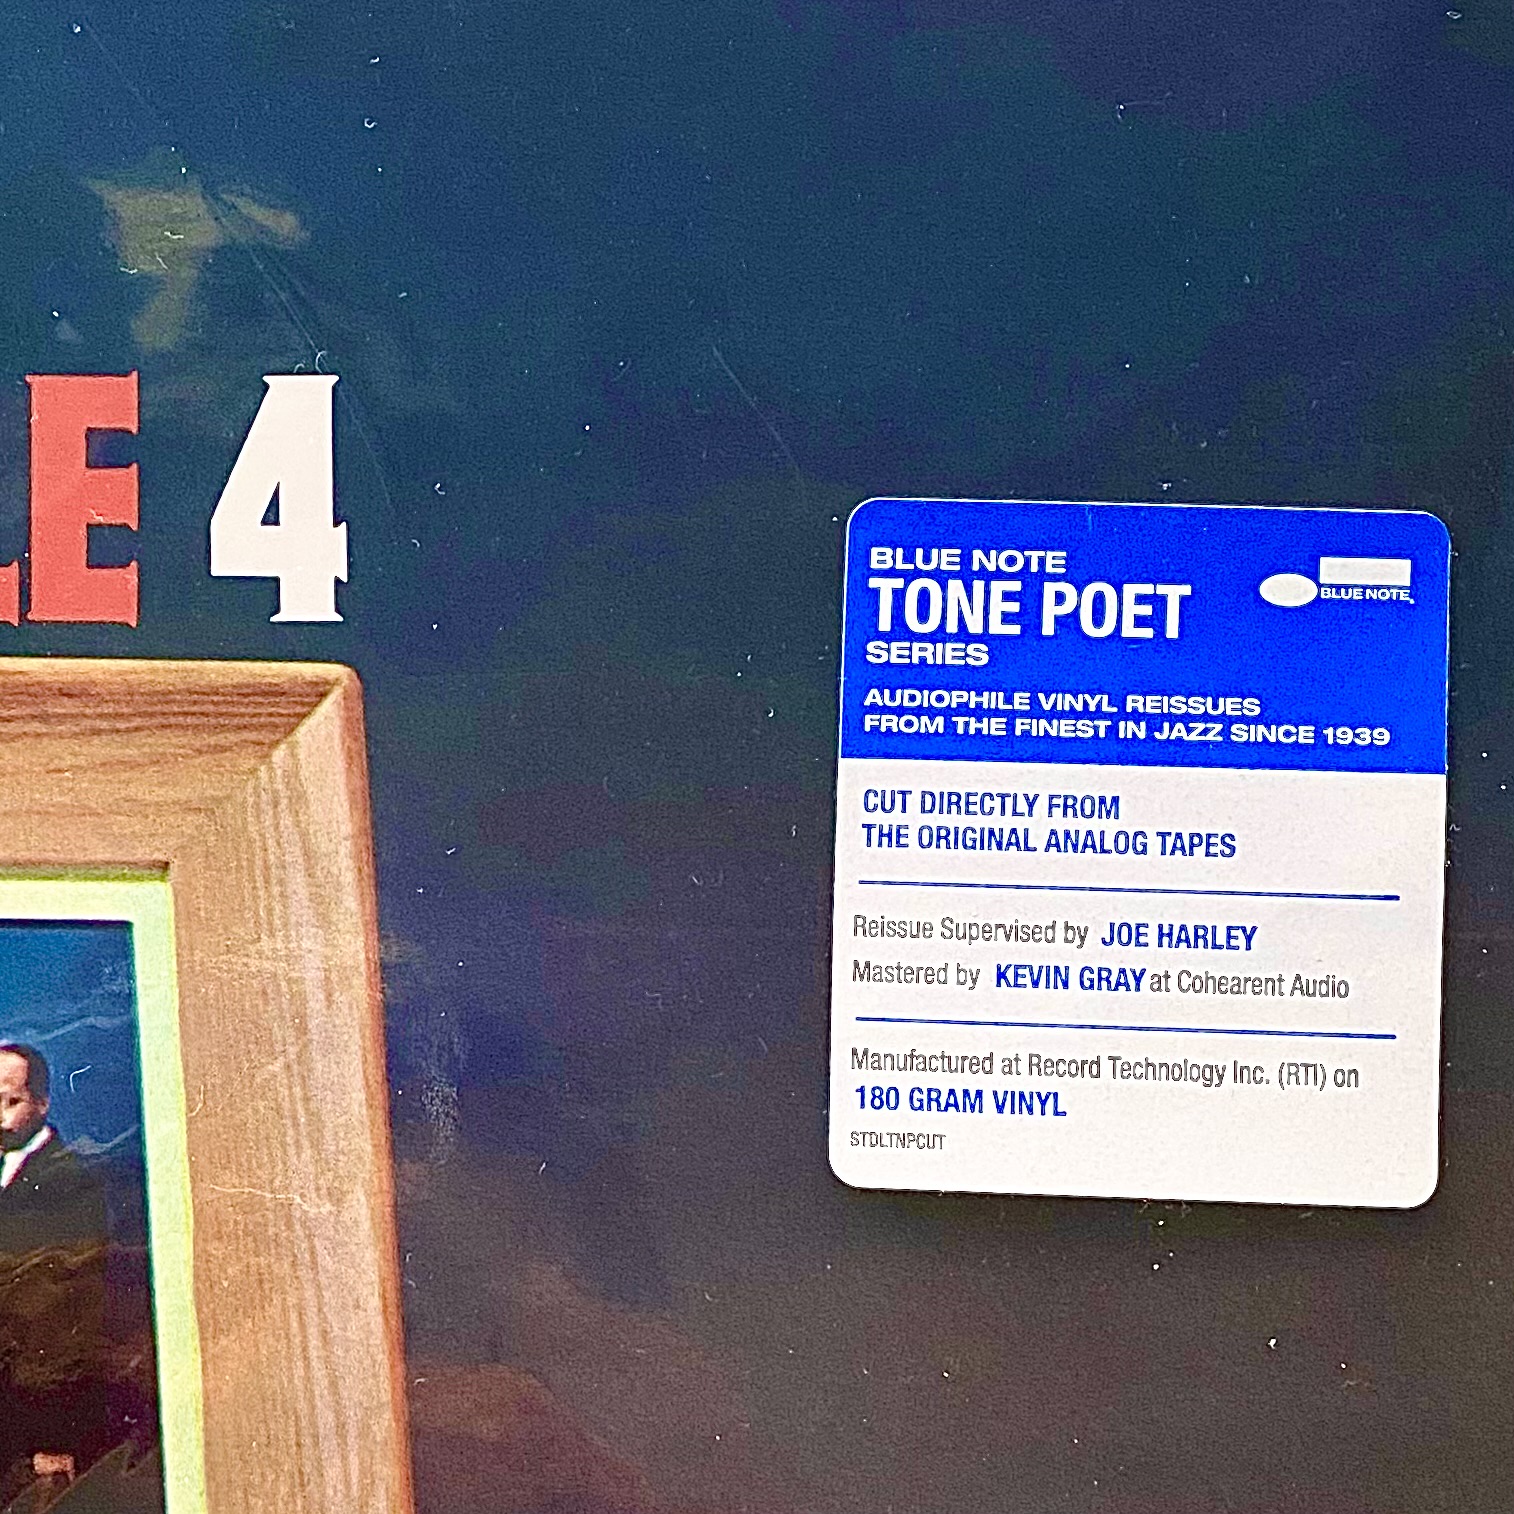 LE 4
BLUE NOTE
TONE POET
SERIES
BLUE NOTE
AUDIOPHILE VINYL REISSUES
FROM THE FINEST IN JAZZ SINCE 1939
CUT DIRECTLY FROM
THE ORIGINAL ANALOG TAPES
Reissue Supervised by JOE HARLEY
Mastered by KEVIN GRAY at Cohearent Audio
Manufactured at Record Technology Inc. (RTI) on
180 GRAM VINYL
STDLTNPCUT